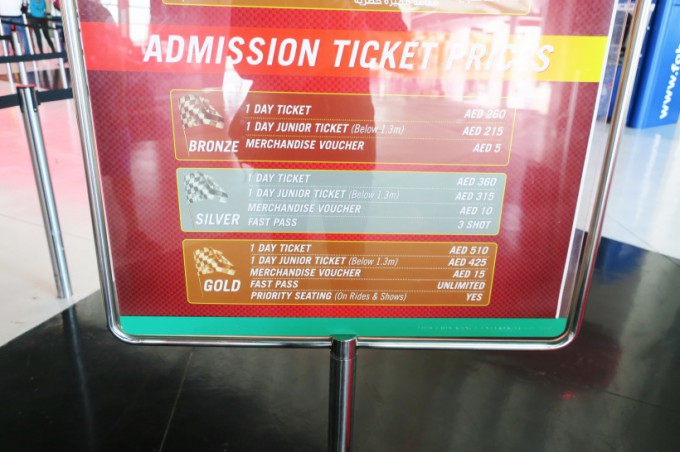 ADMISSION TICKET PRICES
BRONZE
1 DAY TICKET AED 260
1 DAY JUNIOR TICKET (Below 1.3m) AED 215
MERCHANDISE VOUCHER AED 5
SILVER
1 DAY TICKET AED 360
1 DAY JUNIOR TICKET (Below 1.3m) AED 315
MERCHANDISE VOUCHER AED 10
FAST PASS 3 SHOT
GOLD
1 DAY TICKET AED 510
1 DAY JUNIOR TICKET (Below 1.3m) AED 425
MERCHANDISE VOUCHER AED 15
FAST PASS UNLIMITED
PRIORITY SEATING (On Rides & Shows) YES